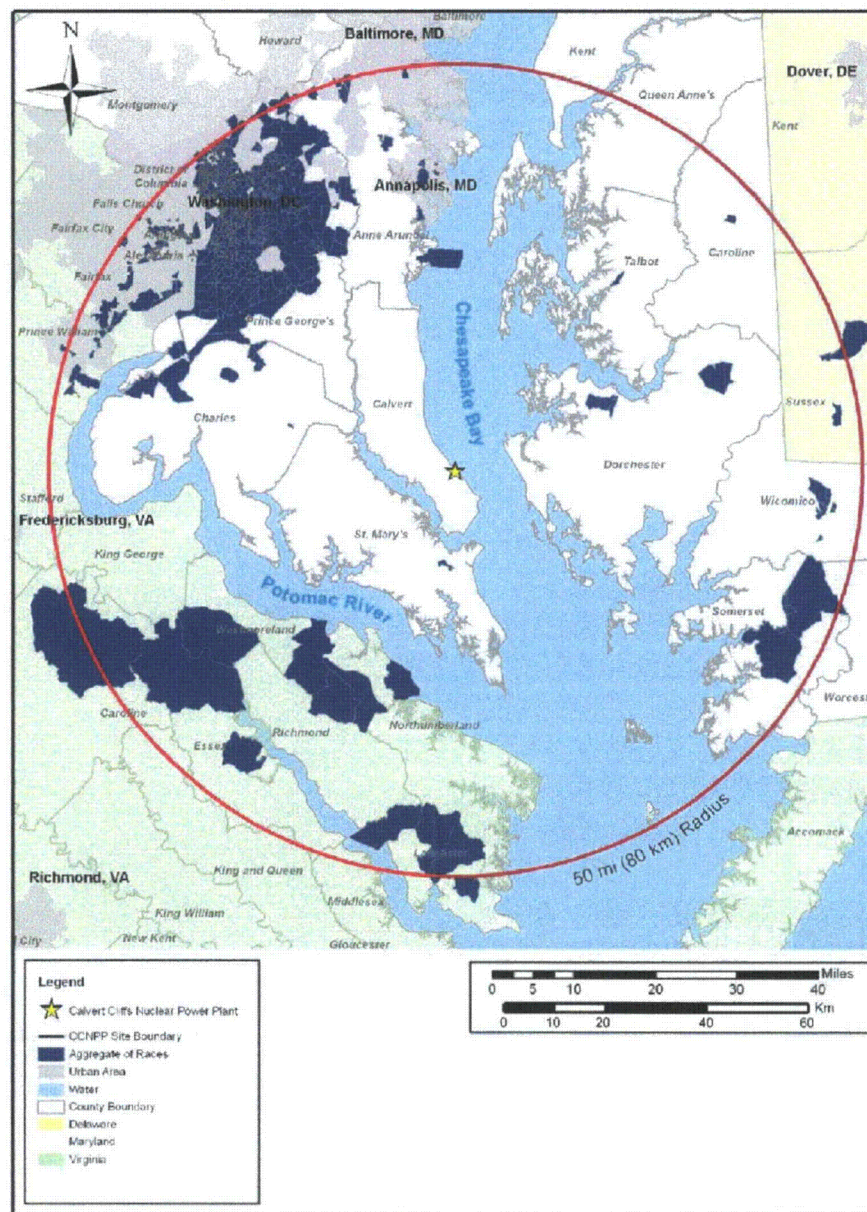 N
Baltimore, MD
Baltimore
Howard
Kent
Dover, DE
Queen Anne's
Montgomery
Kent
District of
Columbia
Annapolis, MD
Falls Church
Washington, DC
Fairfax City
Anne Arundel
Caroline
Talbot
Fairfax
Prince William
Prince George's
Chesapeake Bay
Calvert
Sussex
Charles
Dorchester
Stafford
Wicomico
Fredericksburg, VA
St. Mary's
King George
Potomac River
Somerset
Westmoreland
Worcest
Caroline
Richmond
Northumberland
Essex
50 mi (80 km) Radius
Accomack
Richmond, VA
King and Queen
Middlesex
King William
New Kent
Gloucester
d City
Legend
Calvert Cliffs Nuclear Power Plant
CCNPP Site Boundary
Aggregate of Races
Urban Area
Water
County Boundary
Delaware
Maryland
Virginia
Miles
0 5 10 20 30 40
Km
0 10 20 40 60